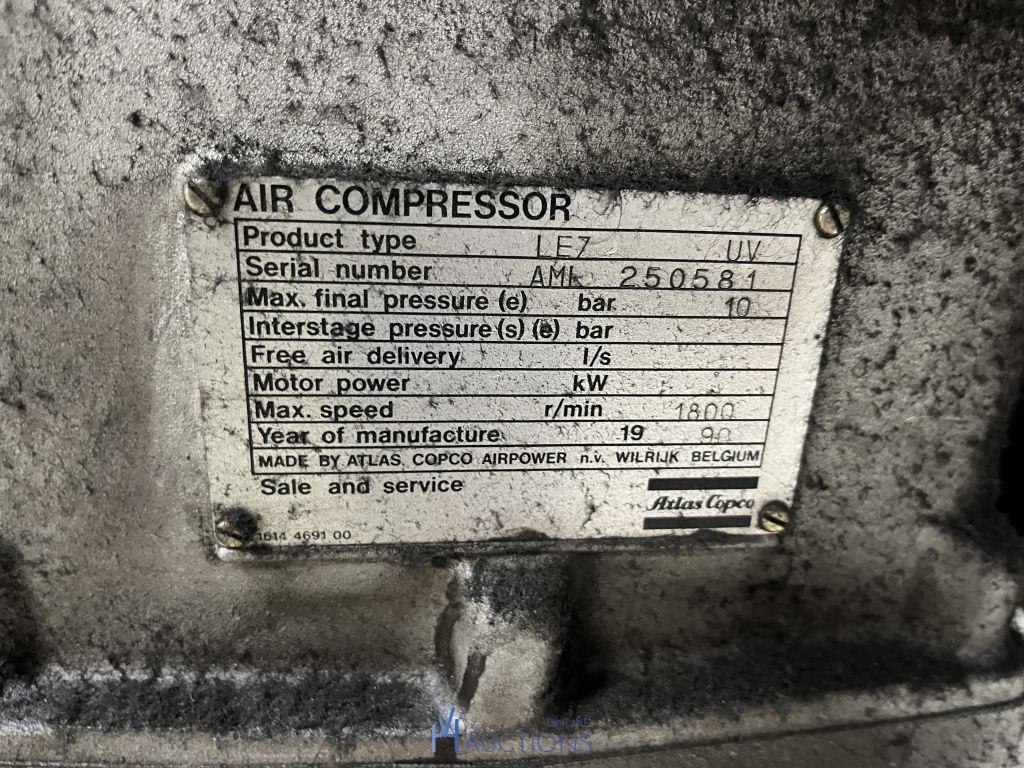 AIR COMPRESSOR
Product type LE7 UV
Serial number 250581
Max. final pressure (e) bar 10
Interstage pressure (s) (e) bar
Free air delivery l/s
Motor power kW
Max. speed r/min 1800
Year of manufacture 19 90
MADE BY ATLAS COPCO AIRPOWER n.v. WILRIJK BELGIUM
Sale and service
Atlas Copco
1614 4691 00
AUCTIONS